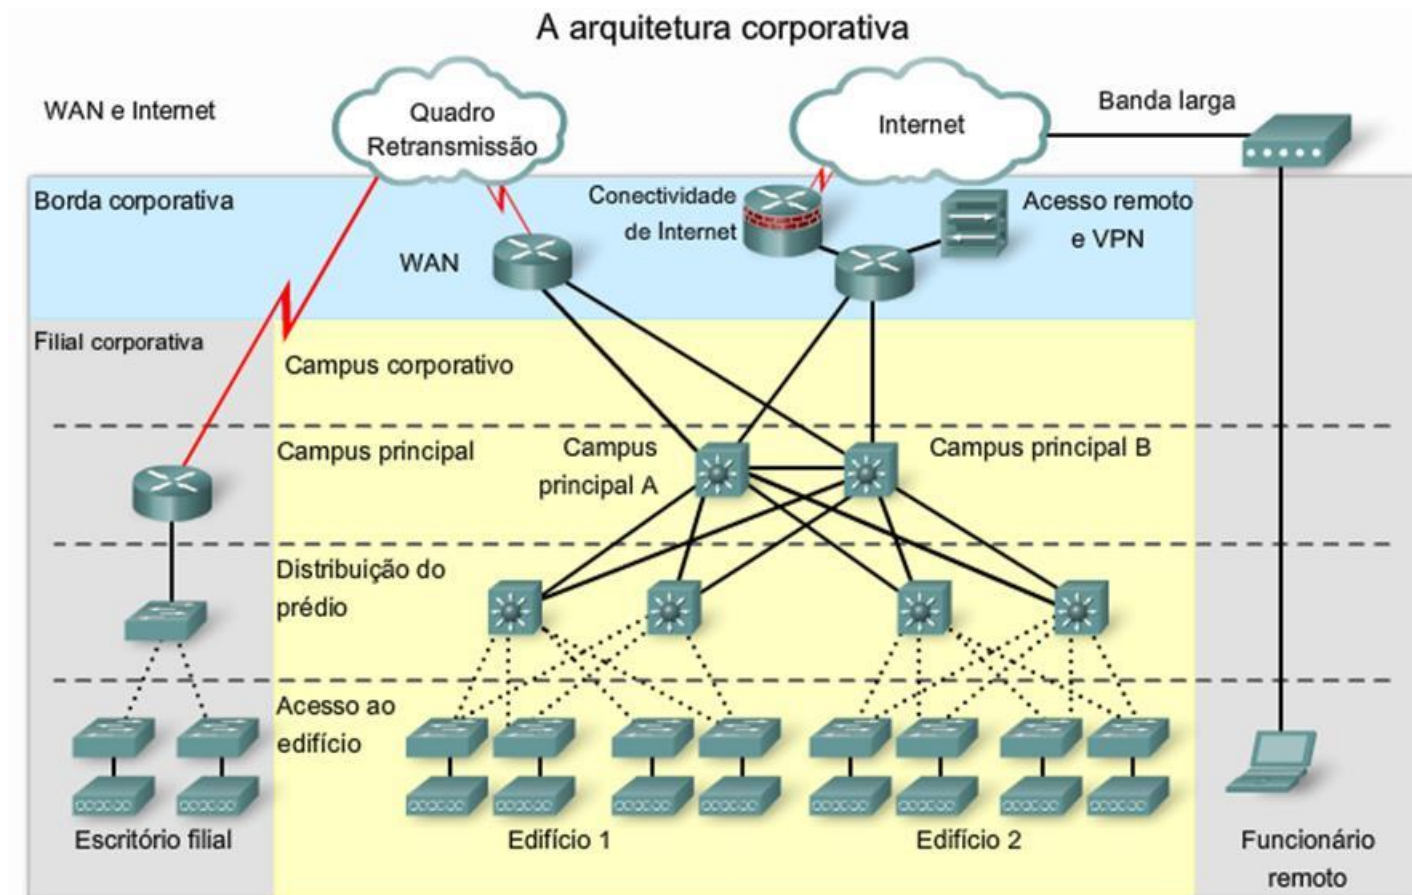 A arquitetura corporativa
WAN e Internet
Quadro
Retransmissão
Internet
Banda larga
Borda corporativa
WAN
Conectividade
de Internet
Acesso remoto
e VPN
Filial corporativa
Campus corporativo
Campus principal
Campus
principal A
Campus principal B
Distribuição do
prédio
Acesso ao
edifício
Escritório filial
Edifício 1
Edifício 2
Funcionário
remoto